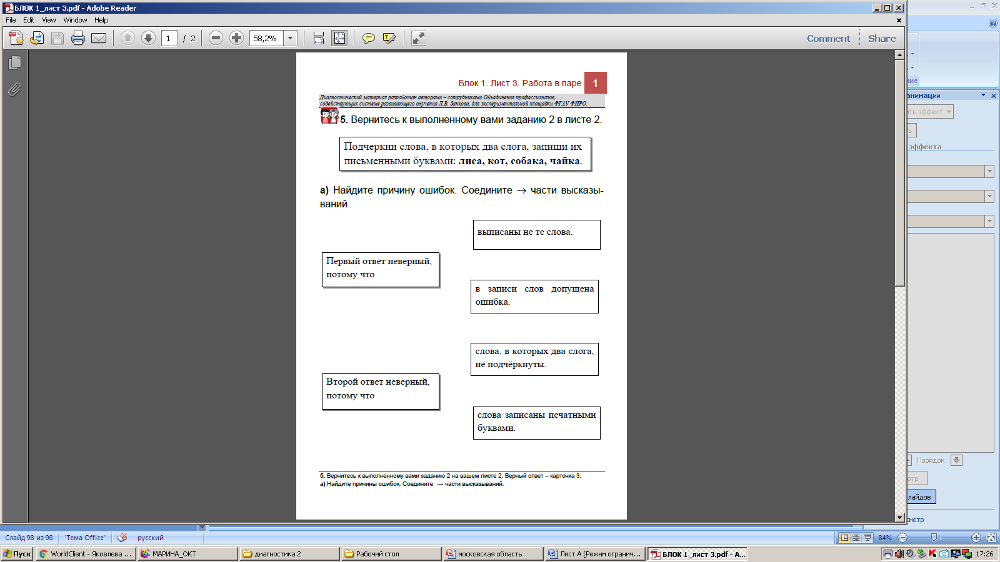 БЛОК 1_лист 3.pdf - Adobe Reader
File Edit View Window Help
1 / 2 58,2% Comment Share
Блок 1. Лист 3. Работа в паре 1
Диагностический материал разработан авторами – сотрудниками Объединения профессионалов,
содействующих системе развивающего обучения Л.В. Занкова, для экспериментальной площадки ФГАУ ФИРО.
5. Вернитесь к выполненному вами заданию 2 в листе 2.
Подчеркни слова, в которых два слога, запиши их
письменными буквами: лиса, кот, собака, чайка.
а) Найдите причину ошибок. Соедините → части высказы-
ваний.
выписаны не те слова.
Первый ответ неверный,
потому что
в записи слов допущена
ошибка.
слова, в которых два слога,
не подчёркнуты.
Второй ответ неверный,
потому что
слова записаны печатными
буквами.
5. Вернитесь к выполненному вами заданию 2 на вашем листе 2. Верный ответ – карточка 3.
а) Найдите причины ошибок. Соедините → части высказываний.
ние
анимации
ть эффект
ь
эффекта
Порядок
отр
лайдов
смотр
Слайд 98 из 98 "Тема Office" русский 84%
Пуск WorldClient - Яковлева ... МАРИНА_ОКТ диагностика 2 Рабочий стол московская область Лист А [Режим огранич... БЛОК 1_лист 3.pdf - A... 17:26